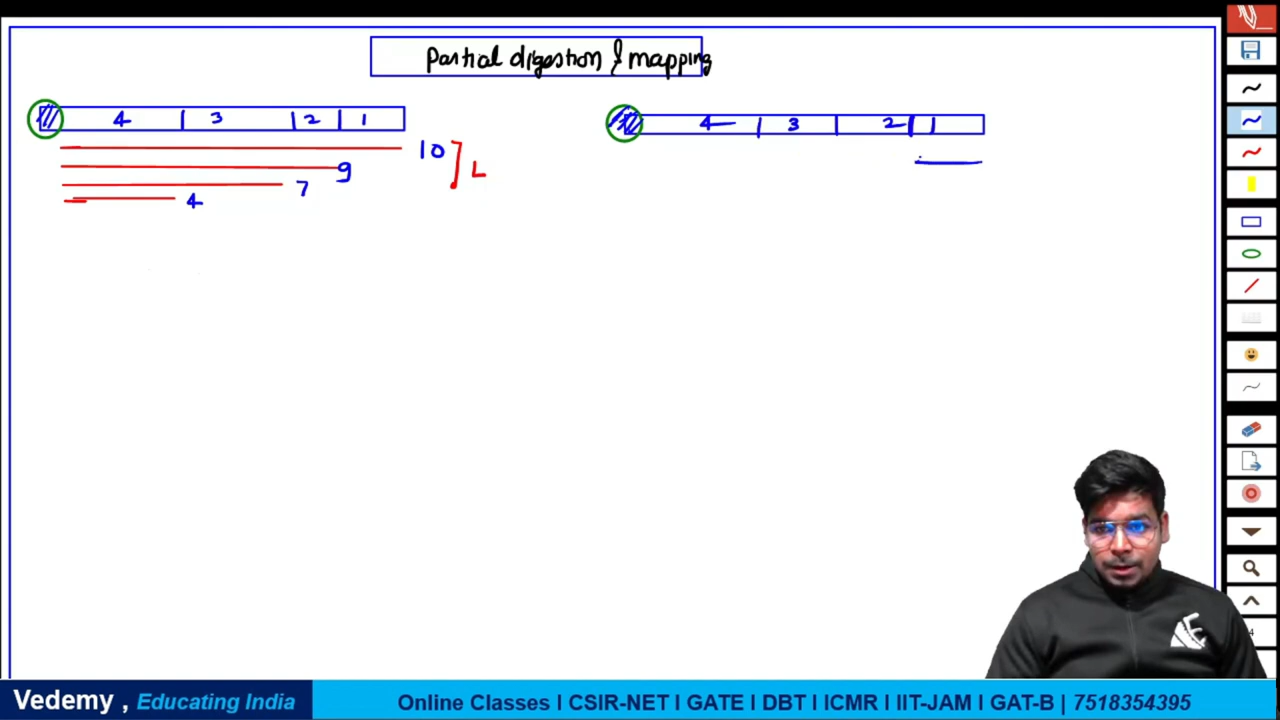 Partial digestion & mapping
4 3 2 1
10
L
9
7
4
4 3 2 1
Vedemy , Educating India
Online Classes I CSIR-NET I GATE I DBT I ICMR I IIT-JAM I GAT-B | 7518354395